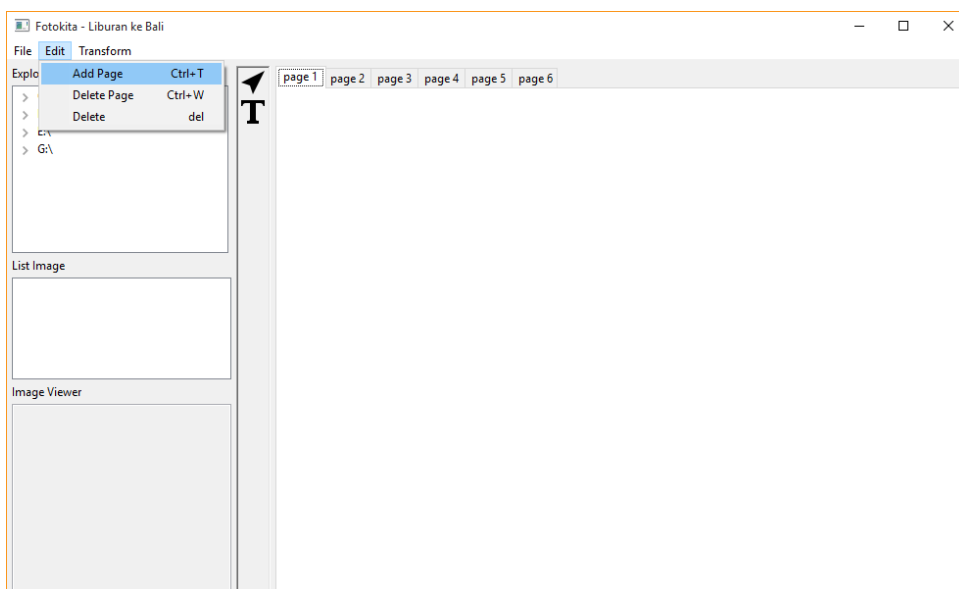 Fotokita - Liburan ke Bali
File Edit Transform
Add Page Ctrl+T
Delete Page Ctrl+W
Delete del
G:\
List Image
Image Viewer
T
page 1 page 2 page 3 page 4 page 5 page 6